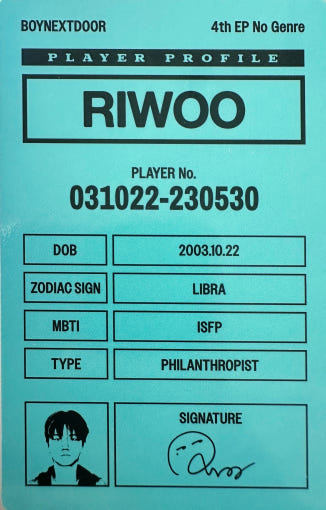 BOYNEXTDOOR 4th EP No Genre
PLAYER PROFILE
RIWOO
PLAYER No.
031022-230530
DOB 2003.10.22
ZODIAC SIGN LIBRA
MBTI ISFP
TYPE PHILANTHROPIST
SIGNATURE